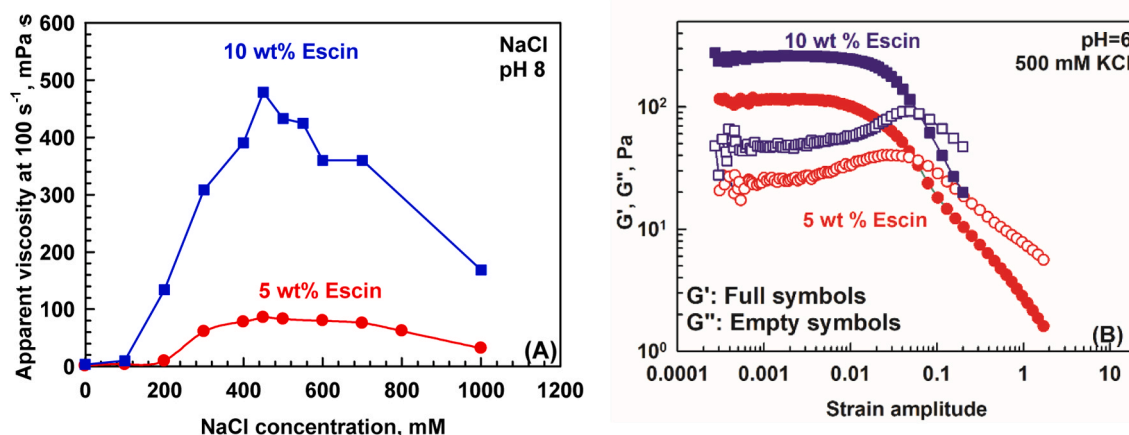 600
500
400
300
200
100
0
0 200 400 600 800 1000 1200
Apparent viscosity at 100 s-1, mPa s
NaCl concentration, mM
10 wt% Escin
5 wt% Escin
NaCl
pH 8
(A)
10²
10¹
10⁰
0.0001 0.001 0.01 0.1 1 10
G', G'', Pa
Strain amplitude
10 wt % Escin
5 wt % Escin
pH=6
500 mM KCl
G': Full symbols
G'': Empty symbols
(B)